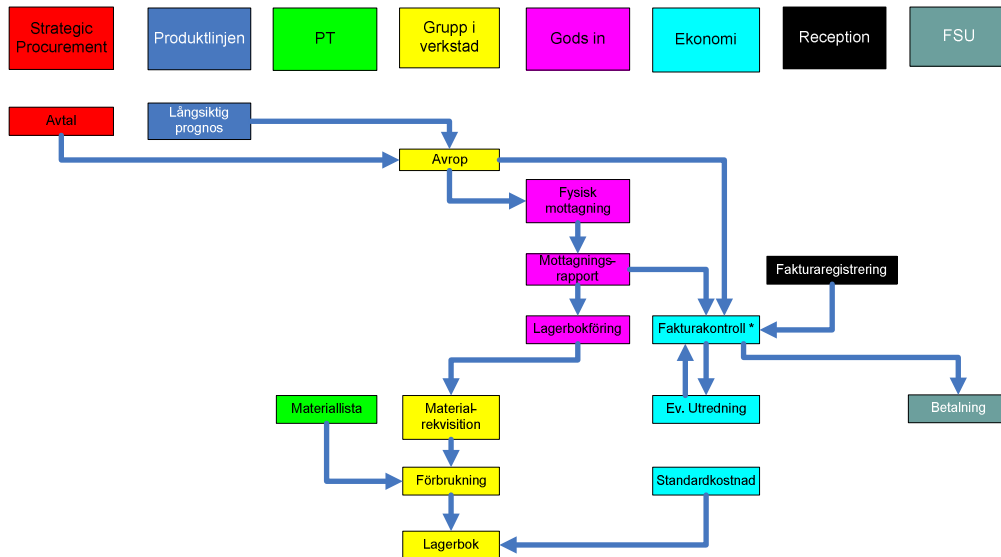 Strategic
Procurement
Produktlinjen
PT
Grupp i
verkstad
Gods in
Ekonomi
Reception
FSU
Avtal
Långsiktig
prognos
Avrop
Fysisk
mottagning
Mottagnings-
rapport
Fakturaregistrering
Lagerbokföring
Fakturakontroll *
Materiallista
Material-
rekvisition
Ev. Utredning
Betalning
Förbrukning
Standardkostnad
Lagerbok